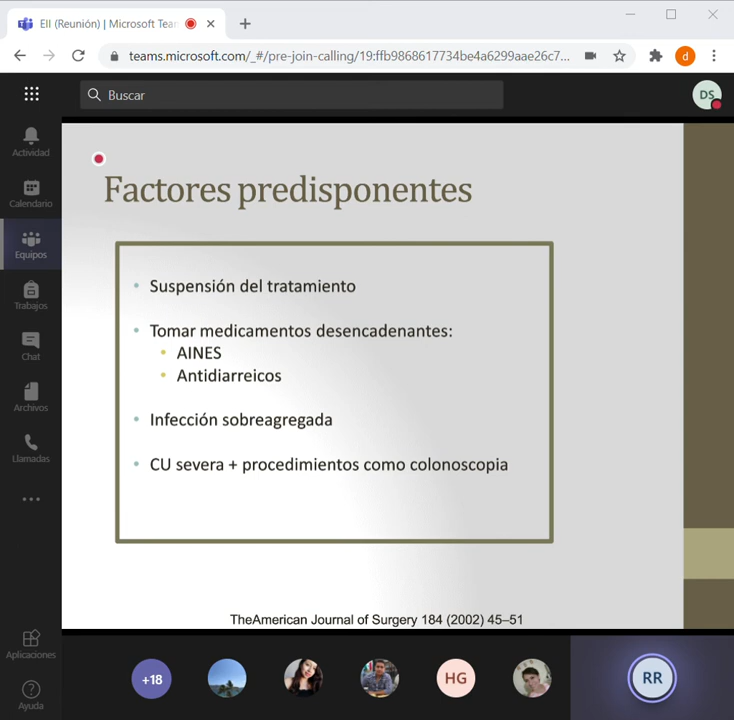 EII (Reunión) | Microsoft Tean
teams.microsoft.com/_#/pre-join-calling/19:ffb9868617734be4a6299aae26c7...
d
Buscar
DS
Actividad
Calendario
Equipos
Trabajos
Chat
Archivos
Llamadas
Aplicaciones
Ayuda
Factores predisponentes
Suspensión del tratamiento
Tomar medicamentos desencadenantes:
AINES
Antidiarreicos
Infección sobreagregada
CU severa + procedimientos como colonoscopia
TheAmerican Journal of Surgery 184 (2002) 45–51
+18
HG
RR